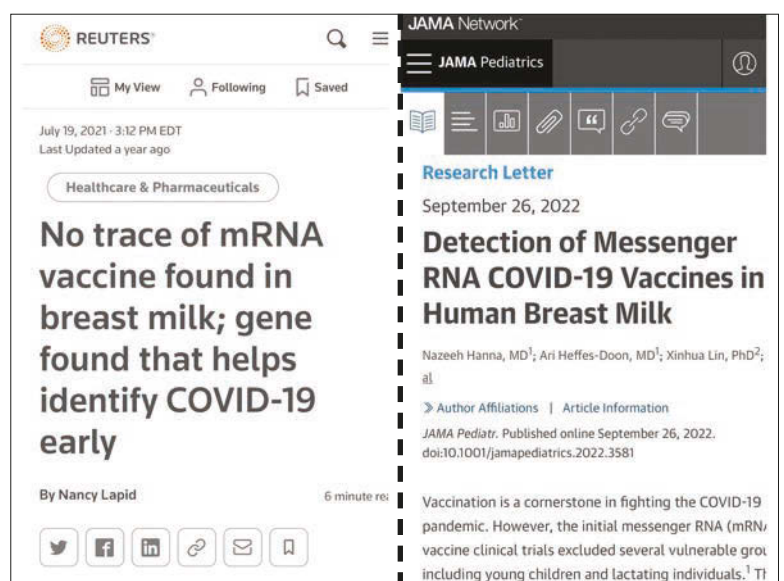 REUTERS®
My View Following Saved
July 19, 2021 · 3:12 PM EDT
Last Updated a year ago
Healthcare & Pharmaceuticals
No trace of mRNA
vaccine found in
breast milk; gene
found that helps
identify COVID-19
early
By Nancy Lapid
6 minute
JAMA Network
JAMA Pediatrics
Research Letter
September 26, 2022
Detection of Messenger
RNA COVID-19 Vaccines in
Human Breast Milk
Nazeeh Hanna, MD1; Ari Heffes-Doon, MD1; Xinhua Lin, PhD2;
al
Author Affiliations | Article Information
JAMA Pediatr. Published online September 26, 2022.
doi:10.1001/jamapediatrics.2022.3581
Vaccination is a cornerstone in fighting the COVID-19
pandemic. However, the initial messenger RNA
vaccine clinical trials excluded several vulnerable
including young children and lactating individuals.1